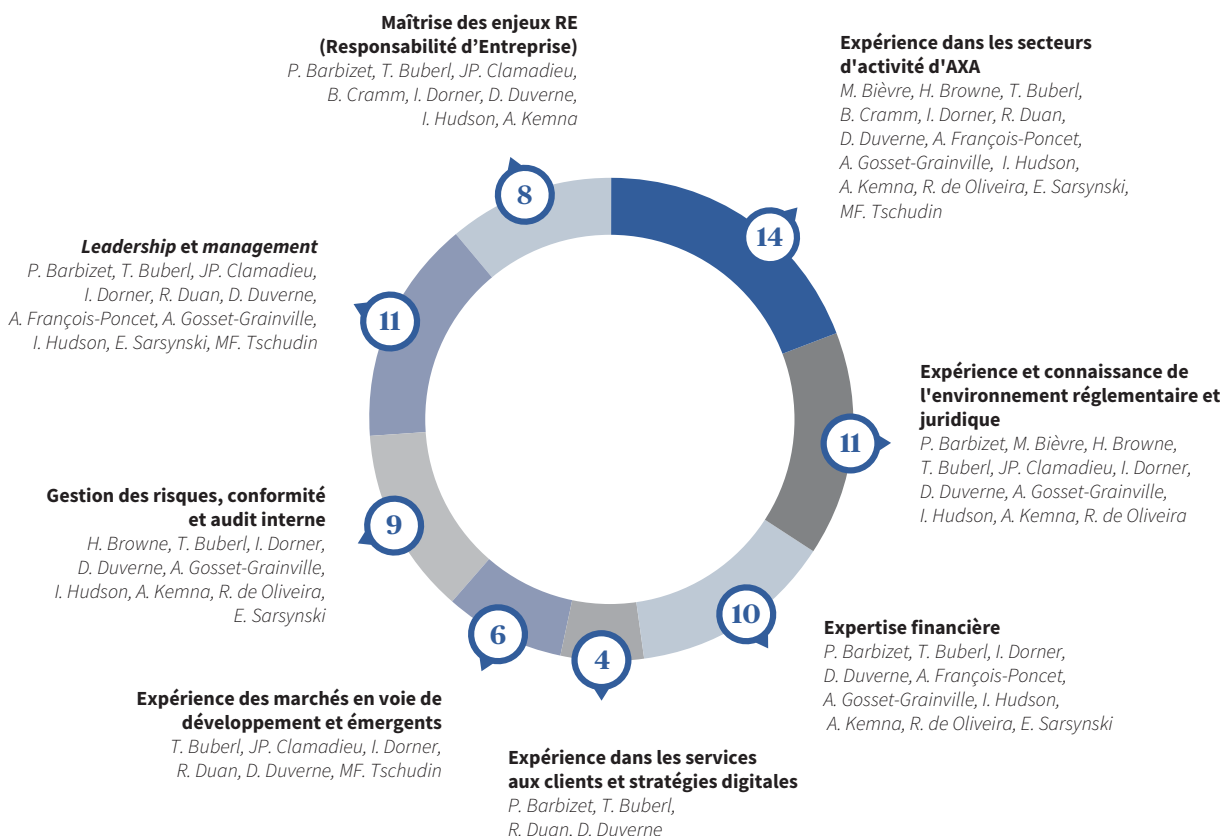 Maîtrise des enjeux RE
(Responsabilité d’Entreprise)
P. Barbizet, T. Buberl, JP. Clamadieu,
B. Cramm, I. Dorner, D. Duverne,
I. Hudson, A. Kemna
8
Expérience dans les secteurs
d'activité d'AXA
M. Bièvre, H. Browne, T. Buberl,
B. Cramm, I. Dorner, R. Duan,
D. Duverne, A. François-Poncet,
A. Gosset-Grainville, I. Hudson,
A. Kemna, R. de Oliveira, E. Sarsynski,
MF. Tschudin
14
Leadership et management
P. Barbizet, T. Buberl, JP. Clamadieu,
I. Dorner, R. Duan, D. Duverne,
A. François-Poncet, A. Gosset-Grainville,
I. Hudson, E. Sarsynski, MF. Tschudin
11
Expérience et connaissance de
l'environnement réglementaire et
juridique
P. Barbizet, M. Bièvre, H. Browne,
T. Buberl, JP. Clamadieu, I. Dorner,
D. Duverne, A. Gosset-Grainville,
I. Hudson, A. Kemna, R. de Oliveira
11
Gestion des risques, conformité
et audit interne
H. Browne, T. Buberl, I. Dorner,
D. Duverne, A. Gosset-Grainville,
I. Hudson, A. Kemna, R. de Oliveira,
E. Sarsynski
9
Expertise financière
P. Barbizet, T. Buberl, I. Dorner,
D. Duverne, A. François-Poncet,
A. Gosset-Grainville, I. Hudson,
A. Kemna, R. de Oliveira, E. Sarsynski
10
Expérience des marchés en voie de
développement et émergents
T. Buberl, JP. Clamadieu, I. Dorner,
R. Duan, D. Duverne, MF. Tschudin
6
Expérience dans les services
aux clients et stratégies digitales
P. Barbizet, T. Buberl,
R. Duan, D. Duverne
4